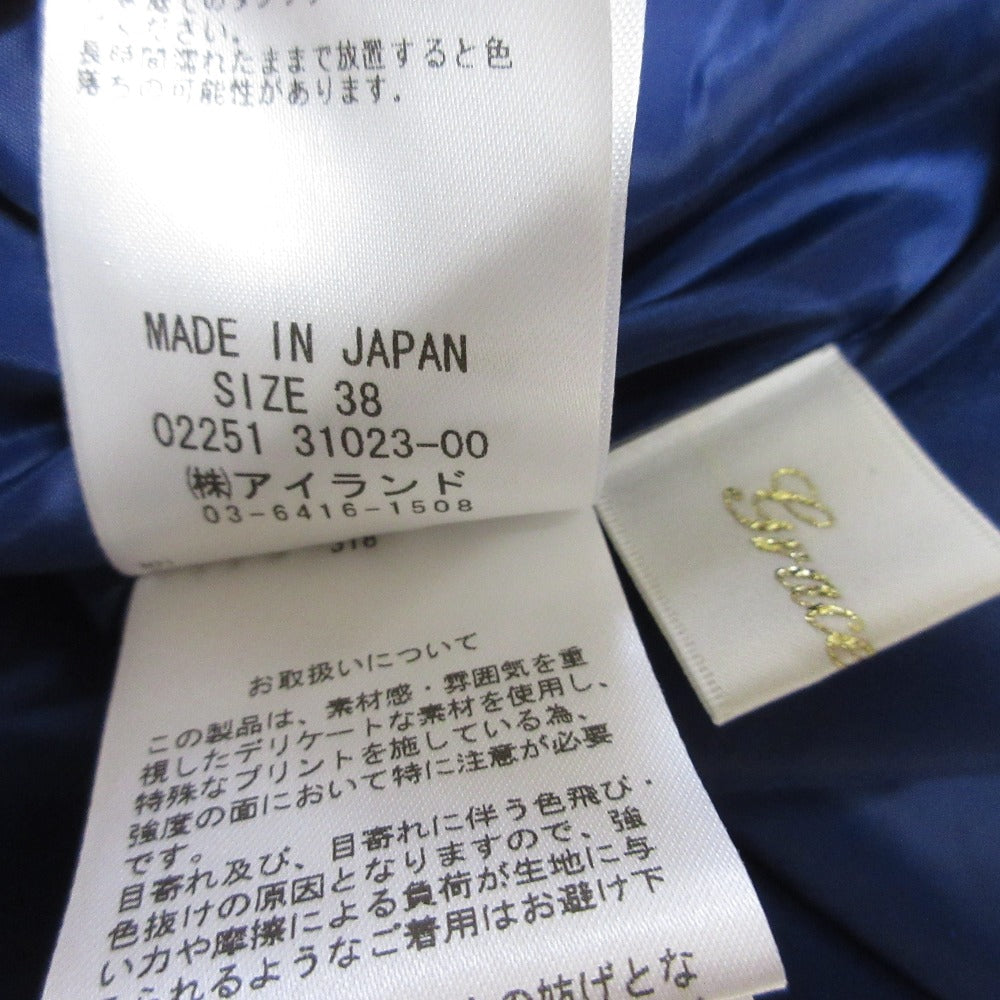 ください。
長時間濡れたままで放置すると色
落ちの可能性があります。
MADE IN JAPAN
SIZE 38
02251 31023-00
㈱アイランド
03-6416-1508
318
お取扱いについて
この製品は、素材感・雰囲気を重
視したデリケートな素材を使用し、
特殊なプリントを施している為、
強度の面において特に注意が必要
です。
目寄れ及び、目寄れに伴う色飛び・
色抜けの原因となりますので、強
い力や摩擦による負荷が生地に与
られるようなご着用はお避け下
の妨げとな
Grace